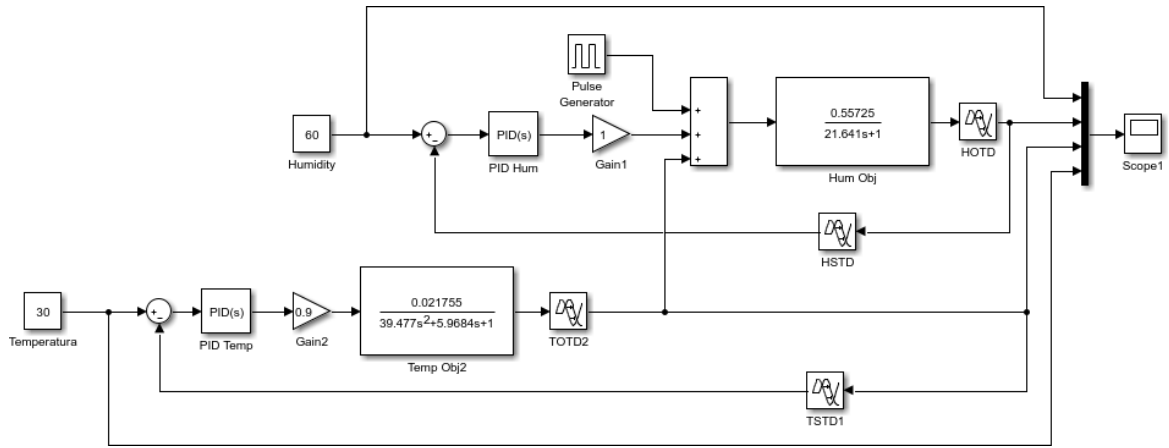 Pulse
Generator
60
Humidity
+
−
PID(s)
PID Hum
1
Gain1
+
+
+
0.55725
21.641s+1
Hum Obj
HOTD
Scope1
HSTD
30
Temperatura
+
−
PID(s)
PID Temp
0.9
Gain2
0.021755
39.477s²+5.9684s+1
Temp Obj2
TOTD2
TSTD1